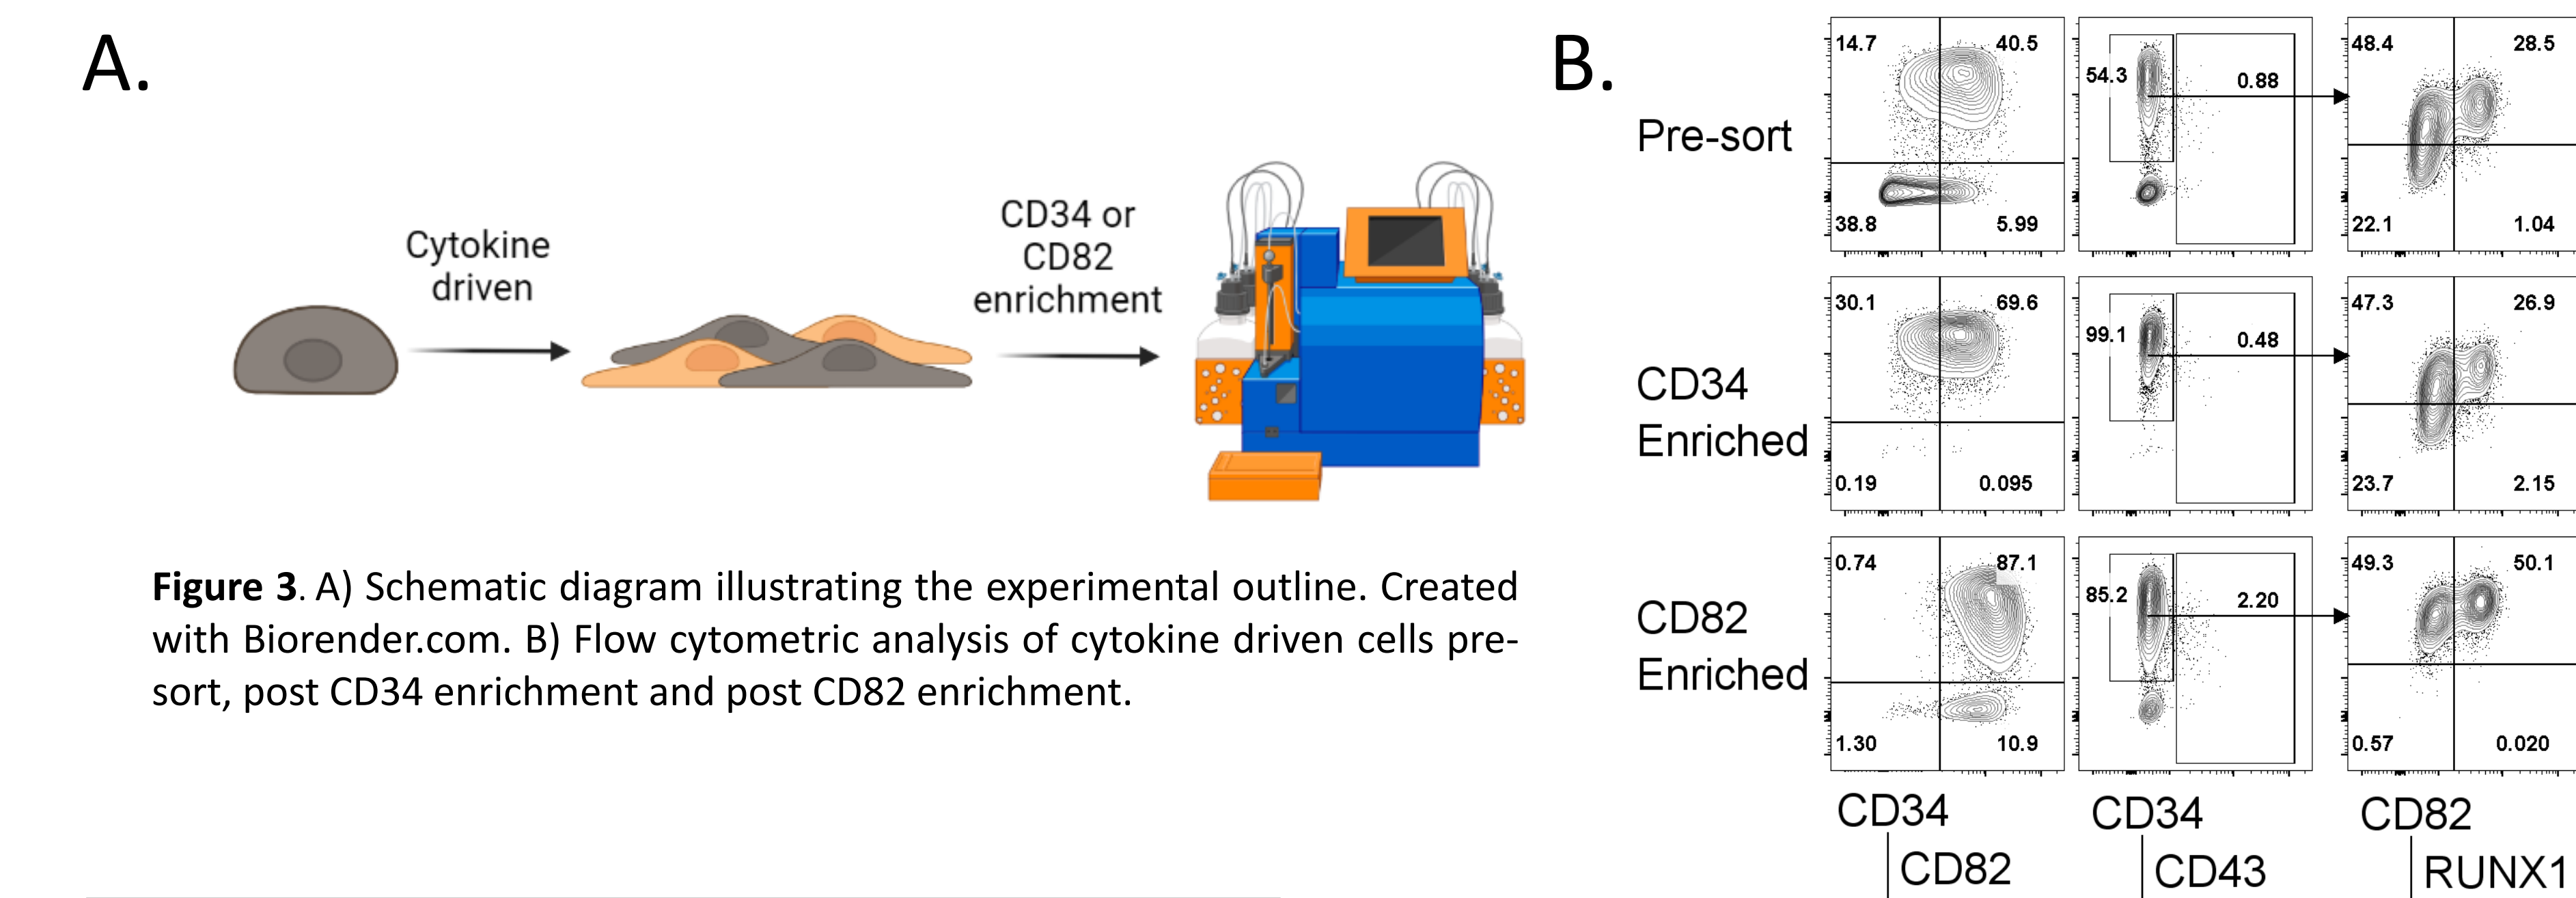 A.
Cytokine
driven
CD34 or
CD82
enrichment
Figure 3. A) Schematic diagram illustrating the experimental outline. Created
with Biorender.com. B) Flow cytometric analysis of cytokine driven cells pre-
sort, post CD34 enrichment and post CD82 enrichment.
B.
Pre-sort
14.7 40.5
38.8 5.99
54.3 0.88
48.4 28.5
22.1 1.04
CD34
Enriched
30.1 69.6
0.19 0.095
99.1 0.48
47.3 26.9
23.7 2.15
CD82
Enriched
0.74 87.1
1.30 10.9
85.2 2.20
49.3 50.1
0.57 0.020
CD34
CD82
CD34
CD43
CD82
RUNX1